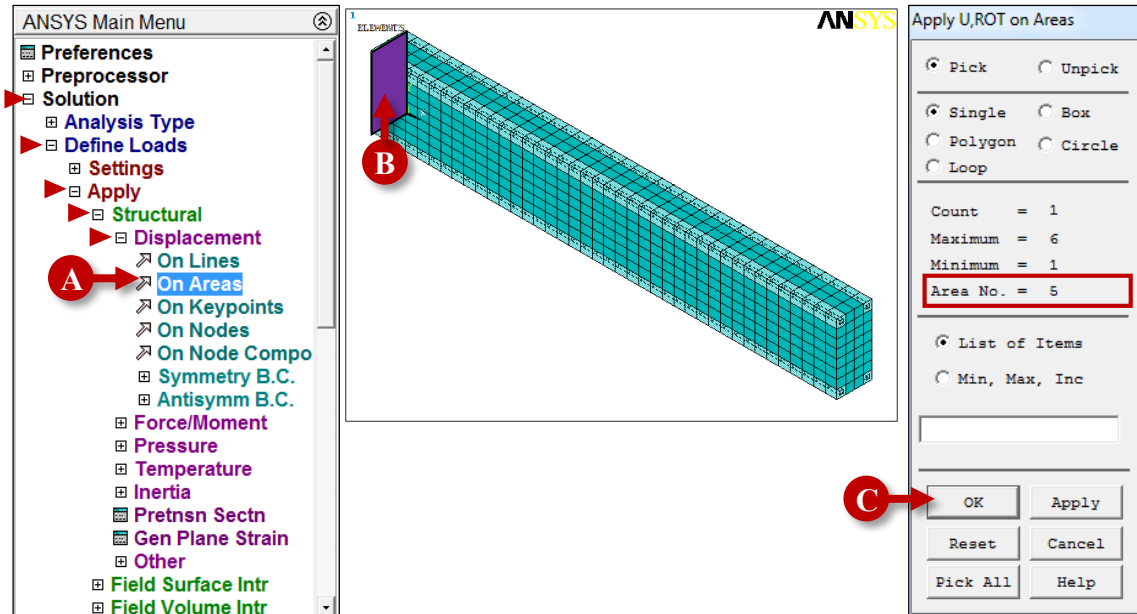 ANSYS Main Menu
Preferences
Preprocessor
Solution
Analysis Type
Define Loads
Settings
Apply
Structural
Displacement
On Lines
A
On Areas
On Keypoints
On Nodes
On Node Compo
Symmetry B.C.
Antisymm B.C.
Force/Moment
Pressure
Temperature
Inertia
Pretnsn Sectn
Gen Plane Strain
Other
Field Surface Intr
Field Volume Intr
1
ELEMENTS
ANSYS
B
Apply U,ROT on Areas
Pick Unpick
Single Box
Polygon Circle
Loop
Count = 1
Maximum = 6
Minimum = 1
Area No. = 5
List of Items
Min, Max, Inc
C
OK Apply
Reset Cancel
Pick All Help